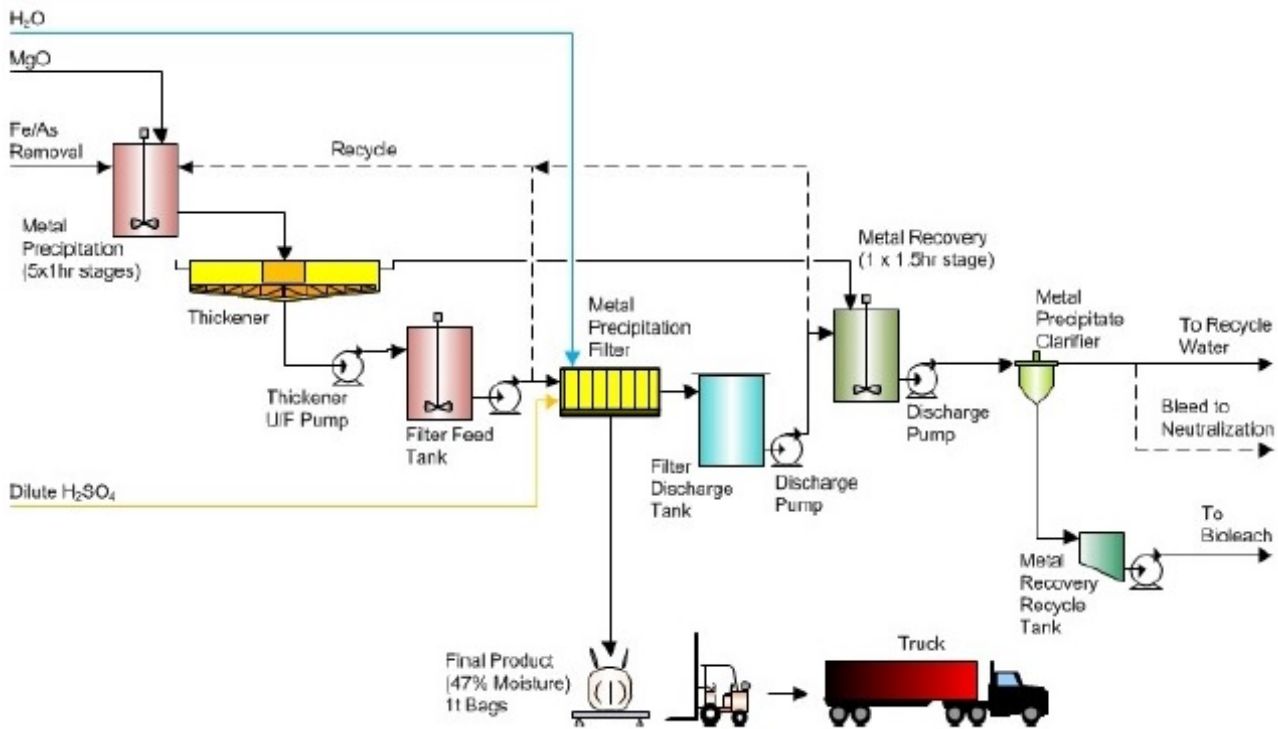 H₂O
MgO
Fe/As
Removal
Recycle
Metal
Precipitation
(5x1hr stages)
Metal Recovery
(1 x 1.5hr stage)
Thickener
Metal
Precipitation
Filter
Metal
Precipitate
Clarifier
To Recycle
Water
Thickener
U/F Pump
Filter Feed
Tank
Discharge
Pump
Bleed to
Neutralization
Filter
Discharge
Tank
Discharge
Pump
Dilute H₂SO₄
To
Bioleach
Metal
Recovery
Recycle
Tank
Final Product
(47% Moisture)
1t Bags
Truck